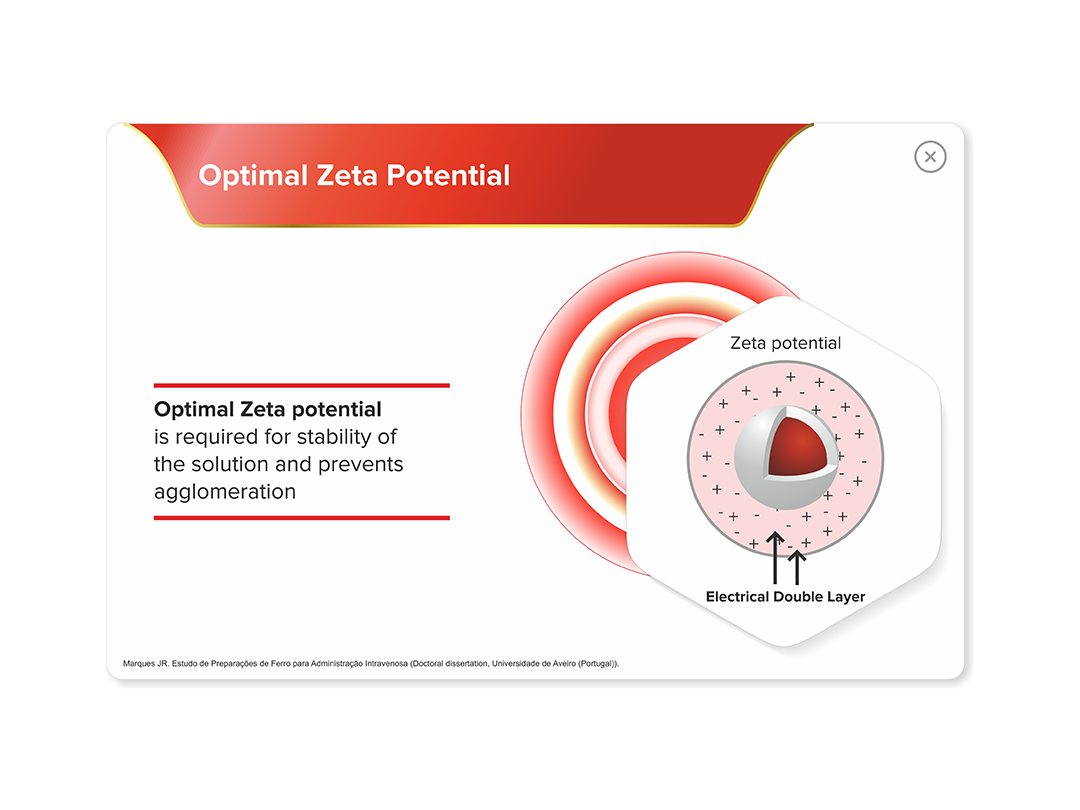 Optimal Zeta Potential
Zeta potential
Optimal Zeta potential
is required for stability of
the solution and prevents
agglomeration
Electrical Double Layer
Marques JR. Estudo de Preparações de Ferro para Administração Intravenosa (Doctoral dissertation, Universidade de Aveiro (Portugal)).